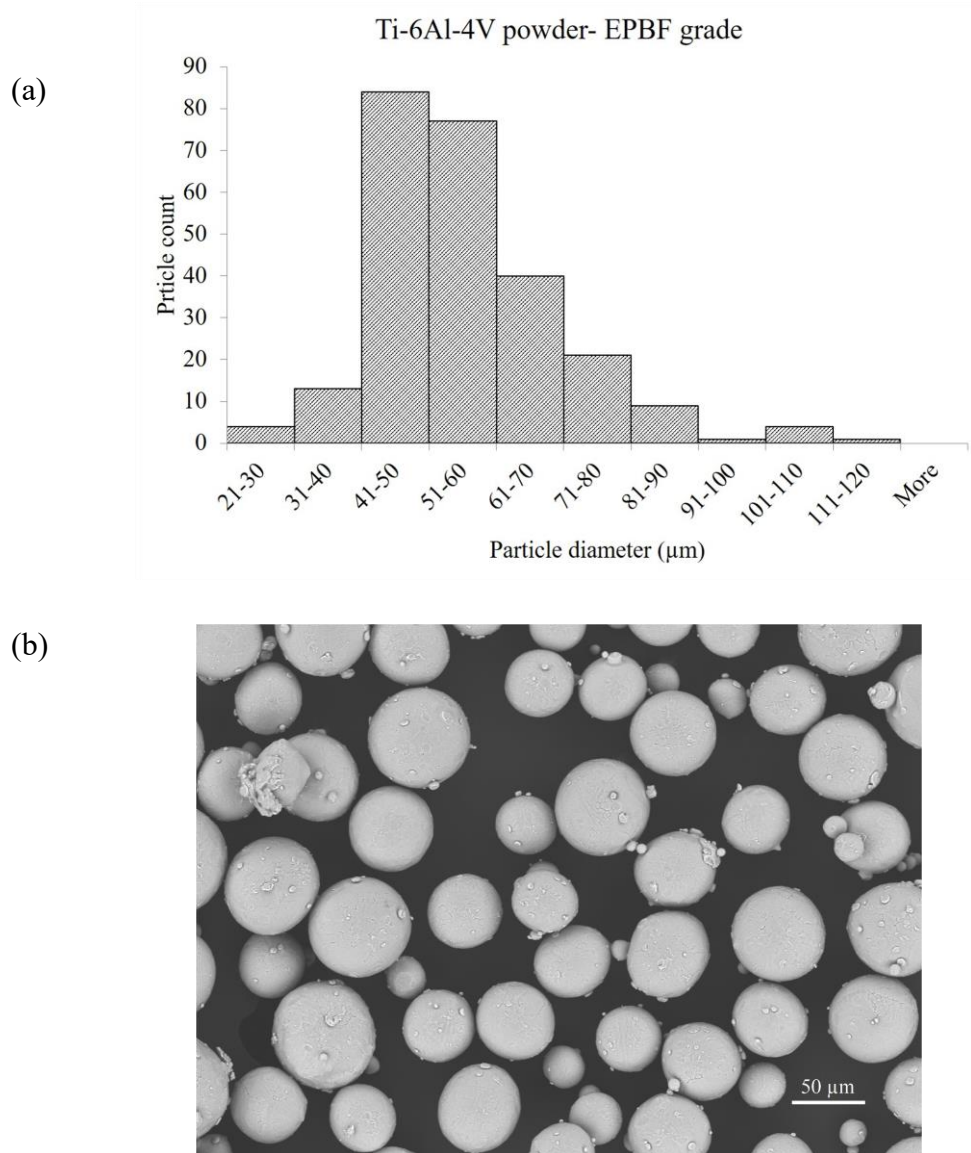 Ti-6Al-4V powder- EPBF grade
(a)
90
80
70
60
50
40
30
20
10
0
Prticle count
21-30
31-40
41-50
51-60
61-70
71-80
81-90
91-100
101-110
111-120
More
Particle diameter (µm)
(b)
50 µm